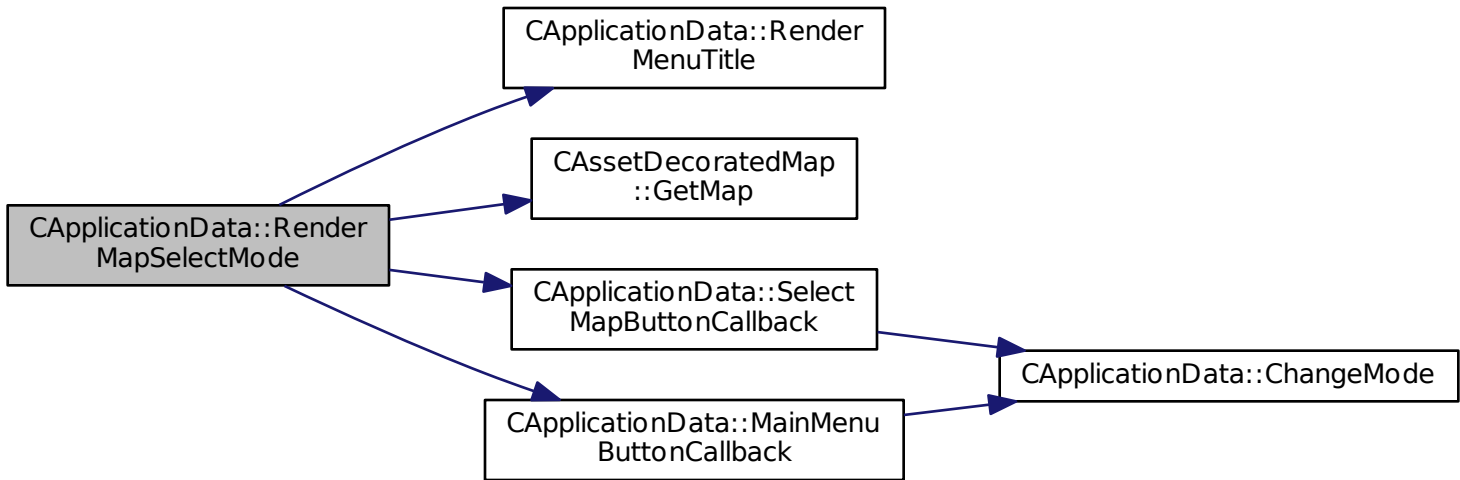 CApplicationData::Render
MenuTitle
CAssetDecoratedMap
::GetMap
CApplicationData::Render
MapSelectMode
CApplicationData::Select
MapButtonCallback
CApplicationData::ChangeMode
CApplicationData::MainMenu
ButtonCallback